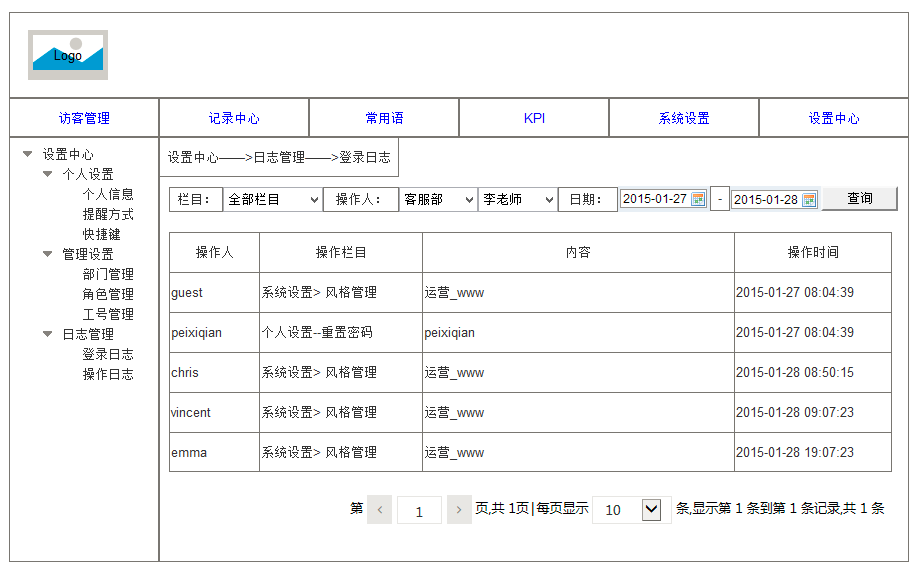 Logo
访客管理 记录中心 常用语 KPI 系统设置 设置中心
设置中心
个人设置
个人信息
提醒方式
快捷键
管理设置
部门管理
角色管理
工号管理
日志管理
登录日志
操作日志
设置中心——>日志管理——>登录日志
栏目： 全部栏目 操作人： 客服部 李老师 日期： 2015-01-27 - 2015-01-28 查询
操作人 操作栏目 内容 操作时间
guest 系统设置> 风格管理 运营_www 2015-01-27 08:04:39
peixiqian 个人设置--重置密码 peixiqian 2015-01-27 08:04:39
chris 系统设置> 风格管理 运营_www 2015-01-28 08:50:15
vincent 系统设置> 风格管理 运营_www 2015-01-28 09:07:23
emma 系统设置> 风格管理 运营_www 2015-01-28 19:07:23
第 < 1 > 页,共 1页|每页显示 10 条,显示第 1 条到第 1 条记录,共 1 条